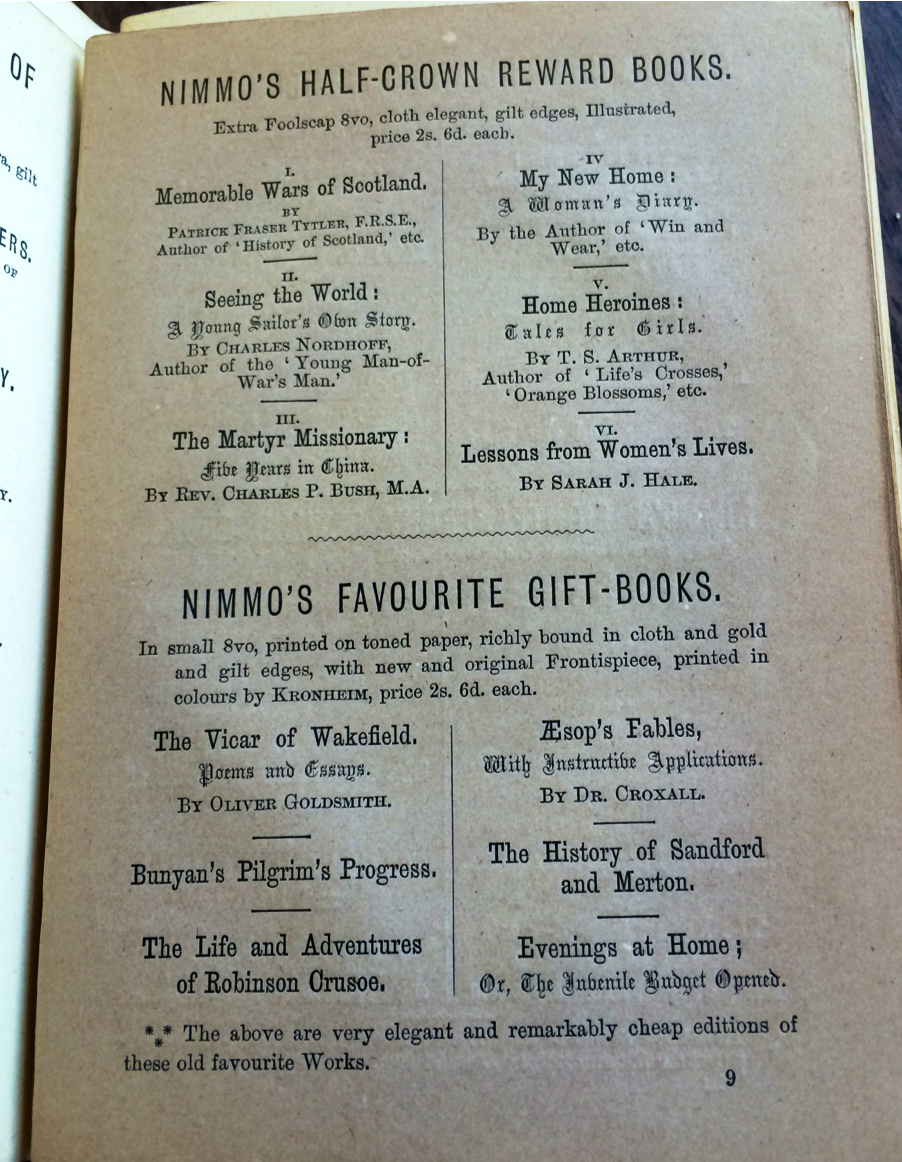 OF
a, gilt
ERS.
OF
Y.
Y.
NIMMO'S HALF-CROWN REWARD BOOKS.
Extra Foolscap 8vo, cloth elegant, gilt edges, Illustrated,
price 2s. 6d. each.
I.
Memorable Wars of Scotland.
BY
PATRICK FRASER TYTLER, F.R.S.E.,
Author of ‘History of Scotland,’ etc.
II.
Seeing the World:
A Young Sailor's Own Story.
BY CHARLES NORDHOFF,
Author of the ‘Young Man-of-
War's Man.’
III.
The Martyr Missionary:
Five Years in China.
BY REV. CHARLES P. BUSH, M.A.
IV
My New Home:
A Woman's Diary.
By the Author of ‘Win and
Wear,’ etc.
V.
Home Heroines:
Tales for Girls.
BY T. S. ARTHUR,
Author of ‘Life's Crosses,’
‘Orange Blossoms,’ etc.
VI.
Lessons from Women's Lives.
BY SARAH J. HALE.
NIMMO'S FAVOURITE GIFT-BOOKS.
In small 8vo, printed on toned paper, richly bound in cloth and gold
and gilt edges, with new and original Frontispiece, printed in
colours by KRONHEIM, price 2s. 6d. each.
The Vicar of Wakefield.
Poems and Essays.
BY OLIVER GOLDSMITH.
Bunyan's Pilgrim's Progress.
The Life and Adventures
of Robinson Crusoe.
Æsop's Fables,
With Instructive Applications.
BY DR. CROXALL.
The History of Sandford
and Merton.
Evenings at Home;
Or, The Juvenile Budget Opened.
*** The above are very elegant and remarkably cheap editions of
these old favourite Works.
9